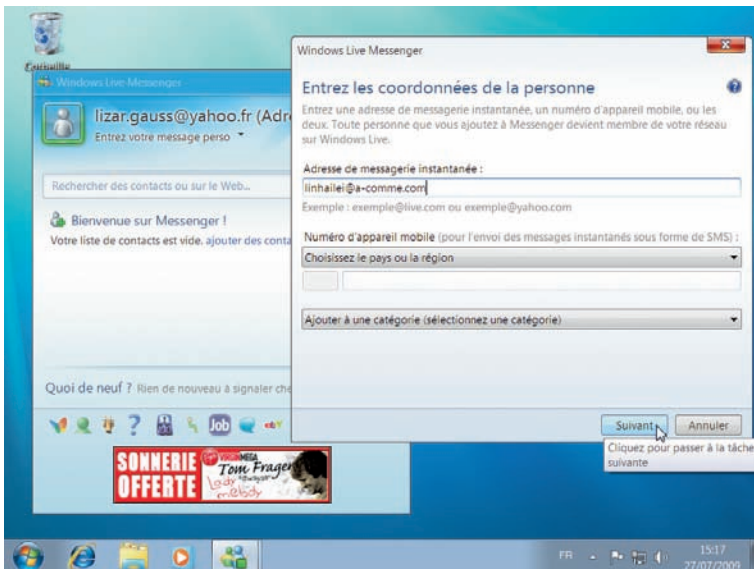 Corbeille
Windows Live Messenger
lizar.gauss@yahoo.fr (Adre
Entrez votre message perso
Rechercher des contacts ou sur le Web...
Bienvenue sur Messenger !
Votre liste de contacts est vide. ajouter des conta
Quoi de neuf ? Rien de nouveau à signaler che
Job
SONNERIE
OFFERTE
VIRGINMEGA
Tom Frager
Lady
melody
Windows Live Messenger
Entrez les coordonnées de la personne
Entrez une adresse de messagerie instantanée, un numéro d'appareil mobile, ou les
deux. Toute personne que vous ajoutez à Messenger devient membre de votre réseau
sur Windows Live.
Adresse de messagerie instantanée :
linhailei@a-comme.com
Exemple : exemple@live.com ou exemple@yahoo.com
Numéro d'appareil mobile (pour l'envoi des messages instantanés sous forme de SMS) :
Choisissez le pays ou la région
Ajouter à une catégorie (sélectionnez une catégorie)
Suivant
Annuler
Cliquez pour passer à la tâche
suivante
FR
15:17
27/07/2009